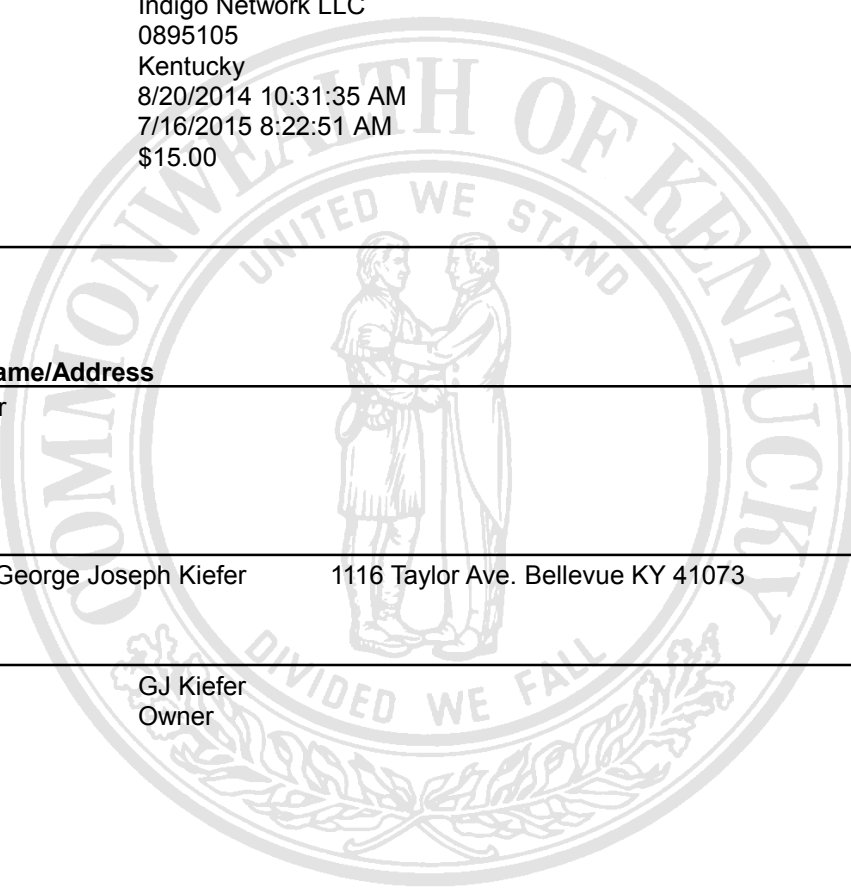 Indigo Network LLC
0895105
Kentucky
8/20/2014 10:31:35 AM
7/16/2015 8:22:51 AM
$15.00
COMMONWEALTH OF KENTUCKY
UNITED WE STAND
ame/Address
r
George Joseph Kiefer 1116 Taylor Ave. Bellevue KY 41073
DIVIDED WE FALL
GJ Kiefer
Owner